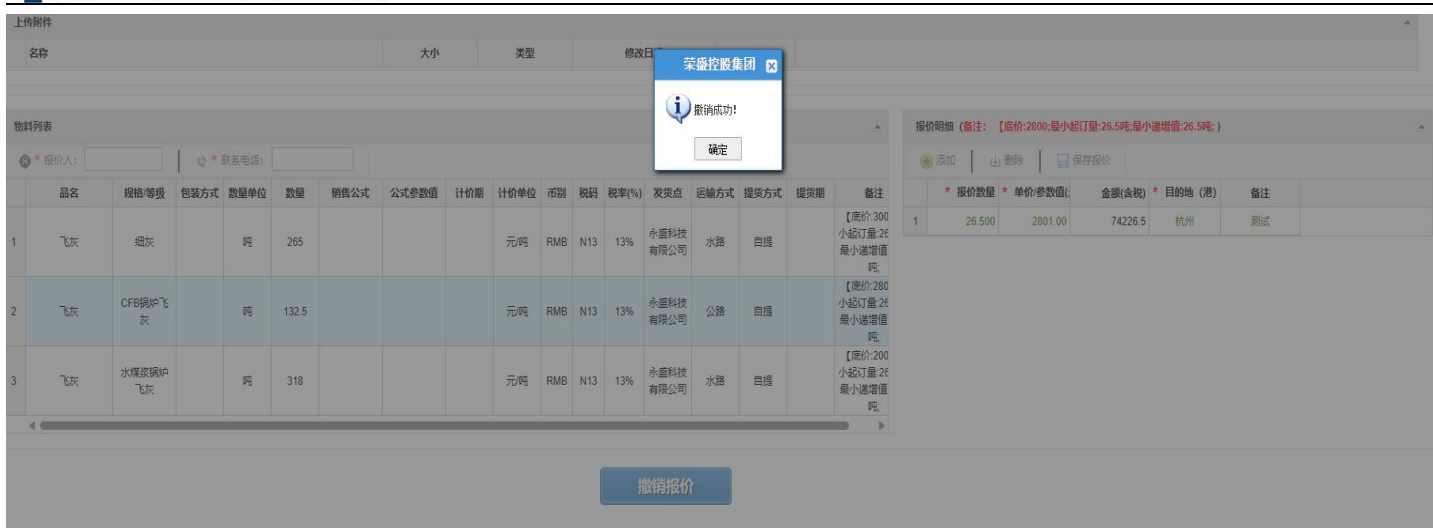 上传附件
名称 大小 类型 修改日
荣盛控股集团
撤销成功!
确定
物料列表
* 报价人: * 联系电话:
品名 规格/等级 包装方式 数量单位 数量 销售公式 公式参数值 计价期 计价单位 币别 税码 税率(%) 发货点 运输方式 提货方式 提货期 备注
1 飞灰 细灰 吨 265 元/吨 RMB N13 13% 永盛科技有限公司 水路 自提 【底价:300
小起订量:26
最小递增值
吨;
2 飞灰 CFB锅炉飞灰 吨 132.5 元/吨 RMB N13 13% 永盛科技有限公司 公路 自提 【底价:280
小起订量:26
最小递增值
吨;
3 飞灰 水煤浆锅炉飞灰 吨 318 元/吨 RMB N13 13% 永盛科技有限公司 水路 自提 【底价:200
小起订量:26
最小递增值
吨;
报价明细 (备注: 【底价:2800;最小起订量:26.5吨;最小递增值:26.5吨; )
添加 删除 保存报价
* 报价数量 * 单价/参数值(; 金额(含税) * 目的地 (港) 备注
1 26.500 2801.00 74226.5 杭州 测试
撤销报价